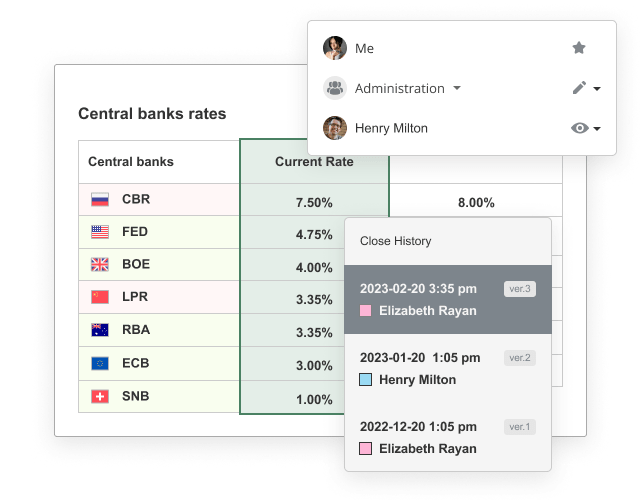 Me
Administration
Henry Milton
Central banks rates
Central banks Current Rate
CBR 7.50% 8.00%
FED 4.75%
BOE 4.00%
LPR 3.35%
RBA 3.35%
ECB 3.00%
SNB 1.00%
Close History
2023-02-20 3:35 pm ver.3
Elizabeth Rayan
2023-01-20 1:05 pm ver.2
Henry Milton
2022-12-20 1:05 pm ver.1
Elizabeth Rayan